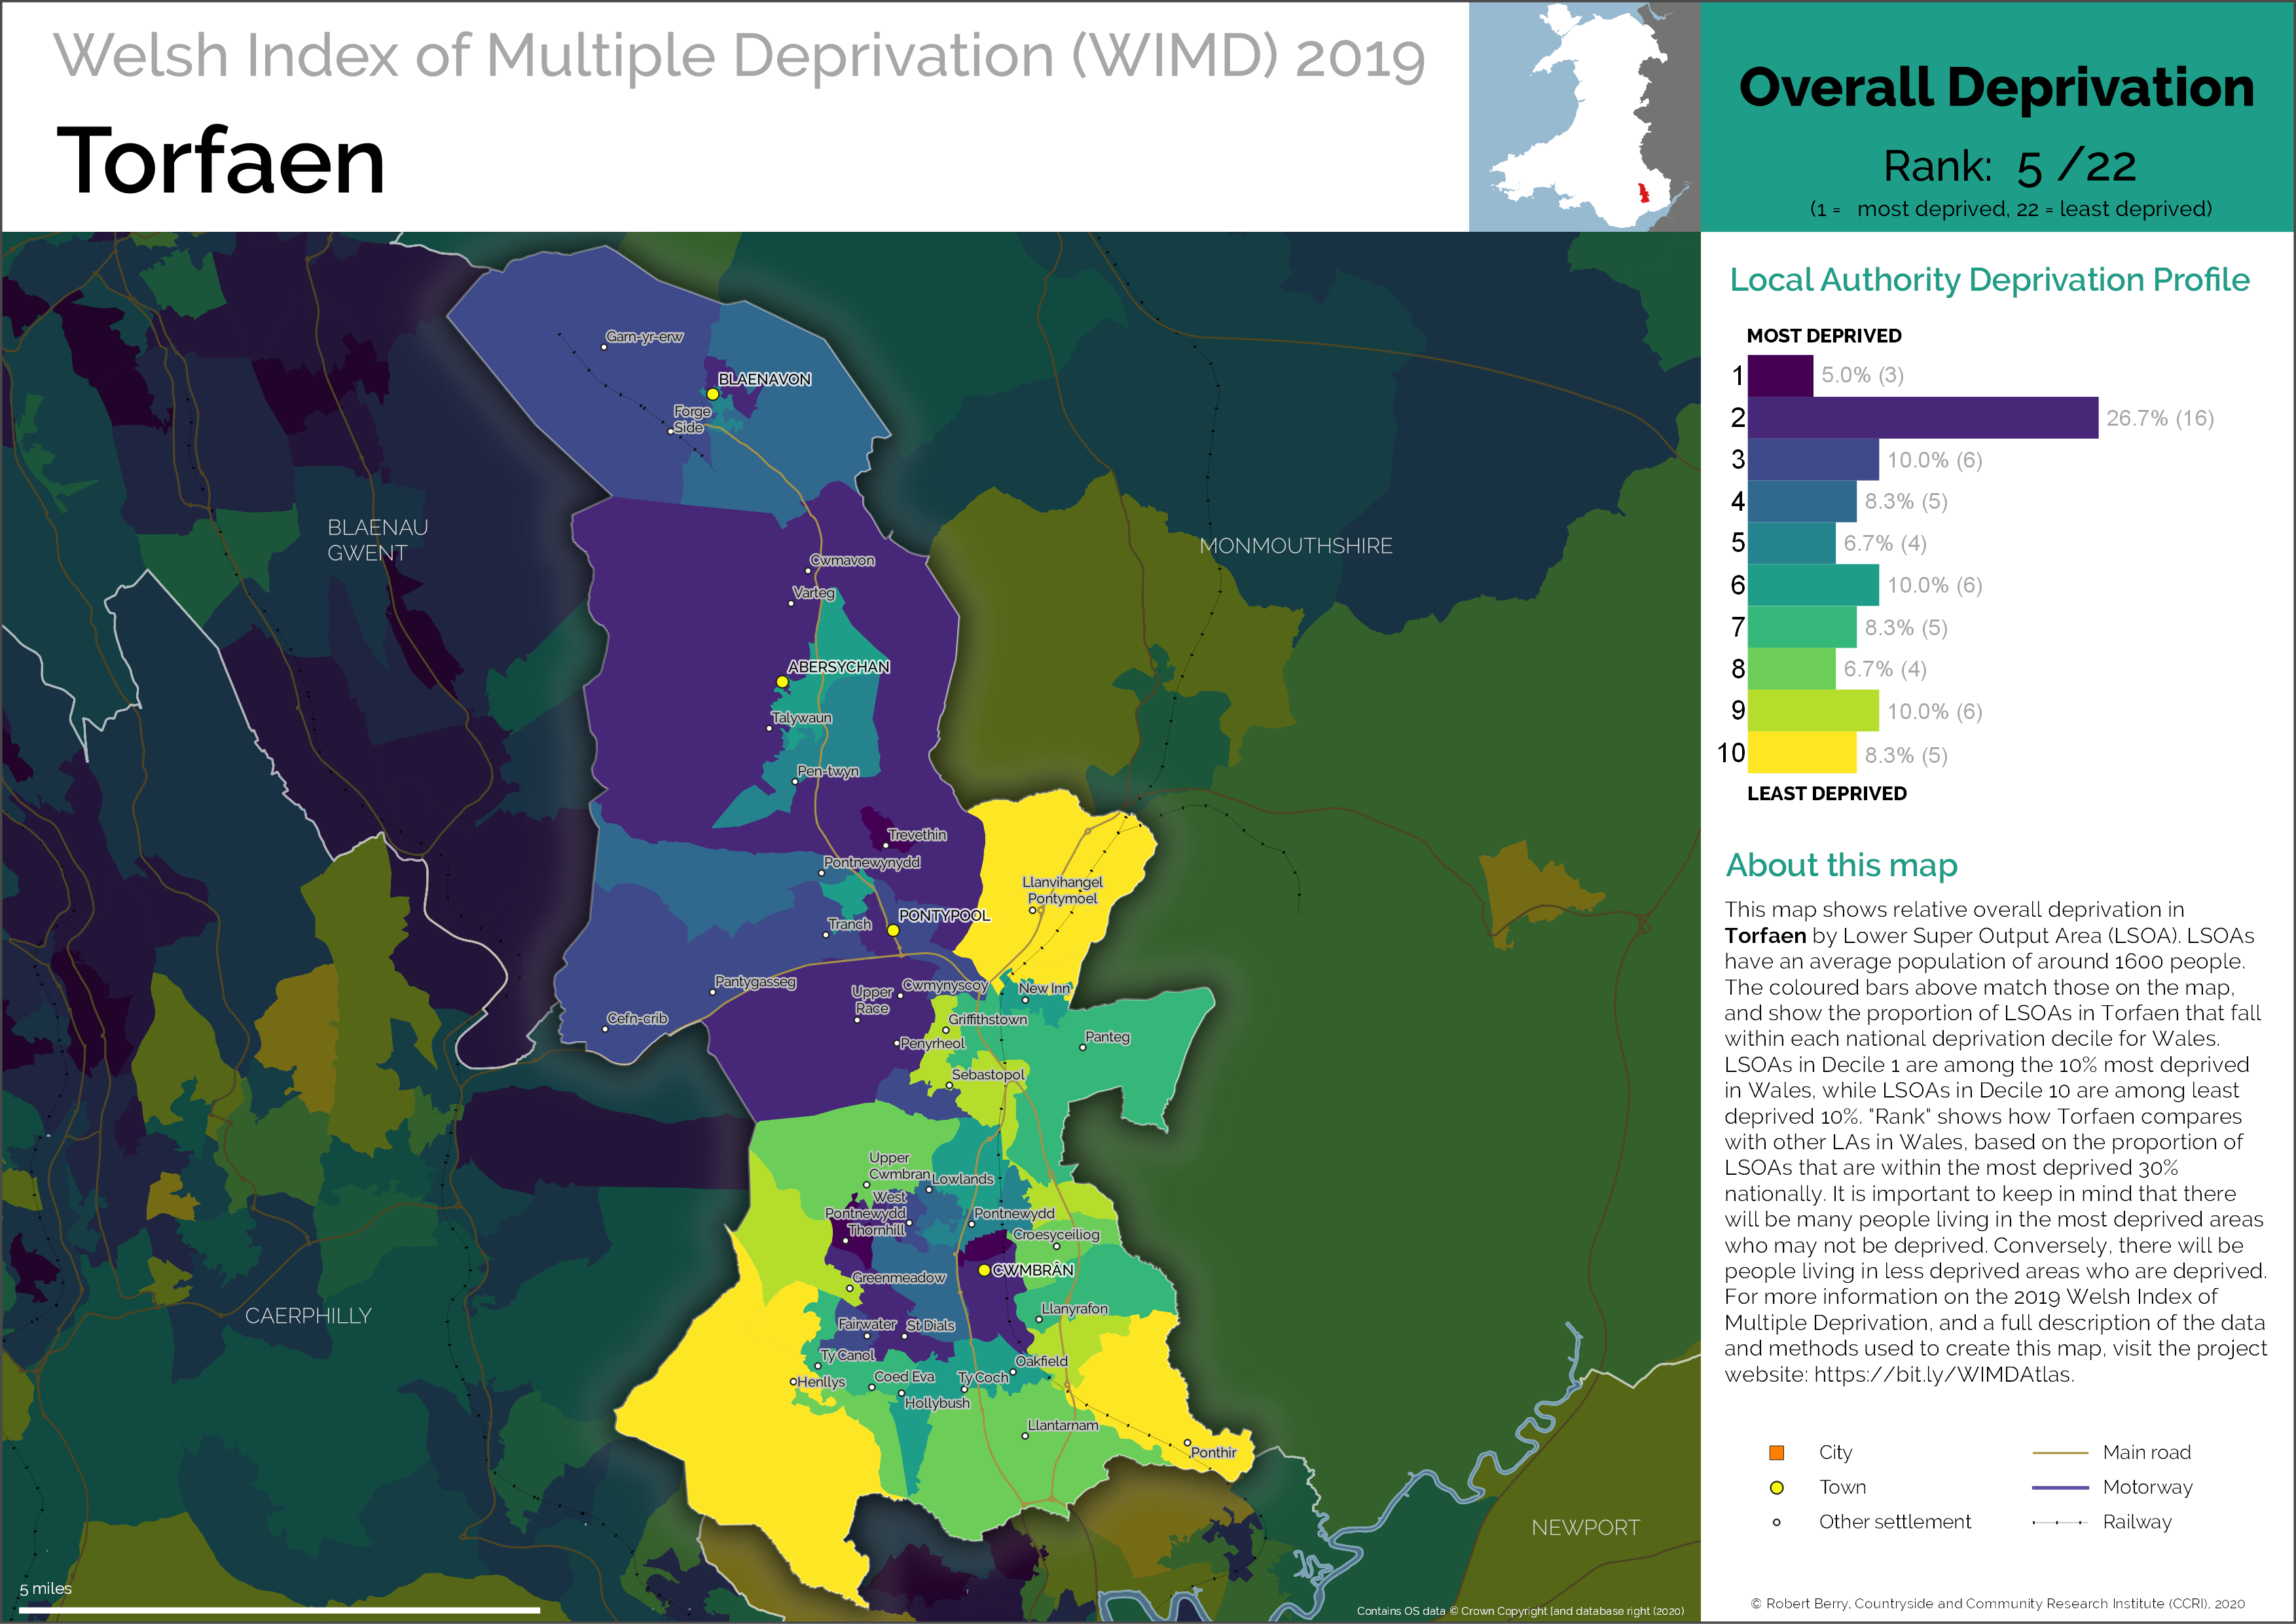 Welsh Index of Multiple Deprivation (WIMD) 2019
Torfaen
Overall Deprivation
Rank: 5 /22
(1 = most deprived, 22 = least deprived)
Local Authority Deprivation Profile
MOST DEPRIVED
1 5.0% (3)
2 26.7% (16)
3 10.0% (6)
4 8.3% (5)
5 6.7% (4)
6 10.0% (6)
7 8.3% (5)
8 6.7% (4)
9 10.0% (6)
10 8.3% (5)
LEAST DEPRIVED
About this map
This map shows relative overall deprivation in
Torfaen by Lower Super Output Area (LSOA). LSOAs
have an average population of around 1600 people.
The coloured bars above match those on the map,
and show the proportion of LSOAs in Torfaen that fall
within each national deprivation decile for Wales.
LSOAs in Decile 1 are among the 10% most deprived
in Wales, while LSOAs in Decile 10 are among least
deprived 10%. "Rank" shows how Torfaen compares
with other LAs in Wales, based on the proportion of
LSOAs that are within the most deprived 30%
nationally. It is important to keep in mind that there
will be many people living in the most deprived areas
who may not be deprived. Conversely, there will be
people living in less deprived areas who are deprived.
For more information on the 2019 Welsh Index of
Multiple Deprivation, and a full description of the data
and methods used to create this map, visit the project
website: https://bit.ly/WIMDAtlas.
City
Town
Other settlement
Main road
Motorway
Railway
© Robert Berry, Countryside and Community Research Institute (CCRI), 2020
Garn-yr-erw
BLAENAVON
Forge
Side
BLAENAU
GWENT
MONMOUTHSHIRE
Cwmavon
Varteg
ABERSYCHAN
Talywaun
Pen-twyn
Trevethin
Pontnewynydd
Llanvihangel
Pontymoel
PONTYPOOL
Tranch
Pantygasseg
Upper
Race
Cwmynyscoy
New Inn
Cefn-crib
Griffithstown
Penyrheol
Panteg
Sebastopol
Upper
Cwmbran
Lowlands
West
Pontnewydd
Thornhill
Pontnewydd
Croesyceiliog
CWMBRÂN
Greenmeadow
Llanyrafon
CAERPHILLY
Fairwater
St Dials
Ty Canol
Oakfield
Henllys
Coed Eva
Ty Coch
Hollybush
Llantarnam
Ponthir
NEWPORT
5 miles
Contains OS data © Crown Copyright [and database right (2020)